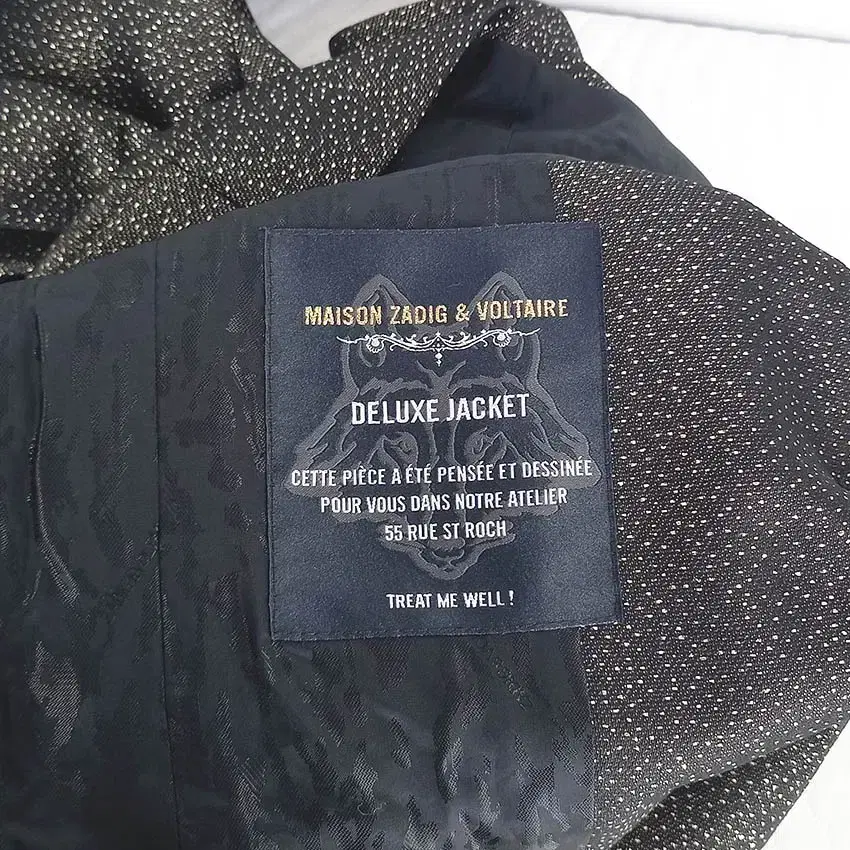 MAISON ZADIG & VOLTAIRE
DELUXE JACKET
CETTE PIÈCE A ÉTÉ PENSÉE ET DESSINÉE
POUR VOUS DANS NOTRE ATELIER
55 RUE ST ROCH
TREAT ME WELL !